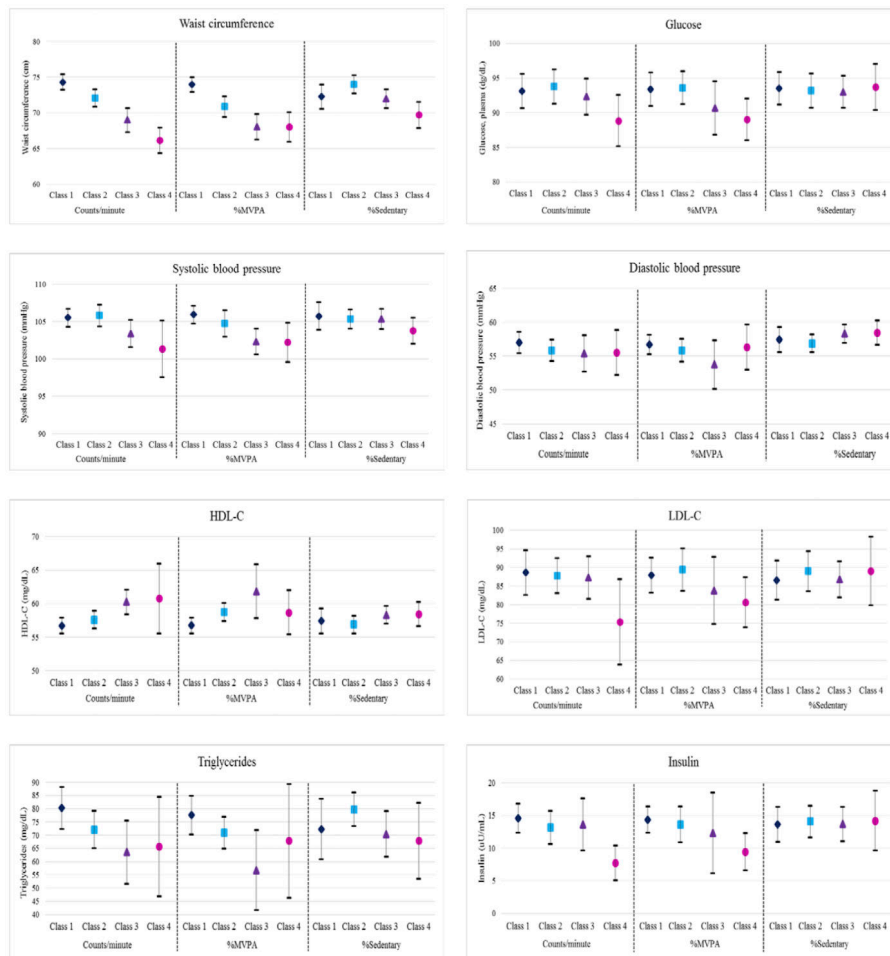 Waist circumference
Waist circumference (cm)
80
75
70
65
60
Class 1 Class 2 Class 3 Class 4 Class 1 Class 2 Class 3 Class 4 Class 1 Class 2 Class 3 Class 4
Counts/minute %MVPA %Sedentary
Glucose
Glucose, plasma (dg/dL)
100
95
90
85
80
Class 1 Class 2 Class 3 Class 4 Class 1 Class 2 Class 3 Class 4 Class 1 Class 2 Class 3 Class 4
Counts/minute %MVPA %Sedentary
Systolic blood pressure
Systolic blood pressure (mmHg)
110
105
100
95
90
Class 1 Class 2 Class 3 Class 4 Class 1 Class 2 Class 3 Class 4 Class 1 Class 2 Class 3 Class 4
Counts/minute %MVPA %Sedentary
Diastolic blood pressure
Diastolic blood pressure (mmHg)
65
60
55
50
45
Class 1 Class 2 Class 3 Class 4 Class 1 Class 2 Class 3 Class 4 Class 1 Class 2 Class 3 Class 4
Counts/minute %MVPA %Sedentary
HDL-C
HDL-C (mg/dL)
70
65
60
55
50
Class 1 Class 2 Class 3 Class 4 Class 1 Class 2 Class 3 Class 4 Class 1 Class 2 Class 3 Class 4
Counts/minute %MVPA %Sedentary
LDL-C
LDL-C (mg/dL)
100
95
90
85
80
75
70
65
60
Class 1 Class 2 Class 3 Class 4 Class 1 Class 2 Class 3 Class 4 Class 1 Class 2 Class 3 Class 4
Counts/minute %MVPA %Sedentary
Triglycerides
Triglycerides (mg/dL)
90
85
80
75
70
65
60
55
50
45
40
Class 1 Class 2 Class 3 Class 4 Class 1 Class 2 Class 3 Class 4 Class 1 Class 2 Class 3 Class 4
Counts/minute %MVPA %Sedentary
Insulin
Insulin (uU/mL)
20
15
10
5
0
Class 1 Class 2 Class 3 Class 4 Class 1 Class 2 Class 3 Class 4 Class 1 Class 2 Class 3 Class 4
Counts/minute %MVPA %Sedentary